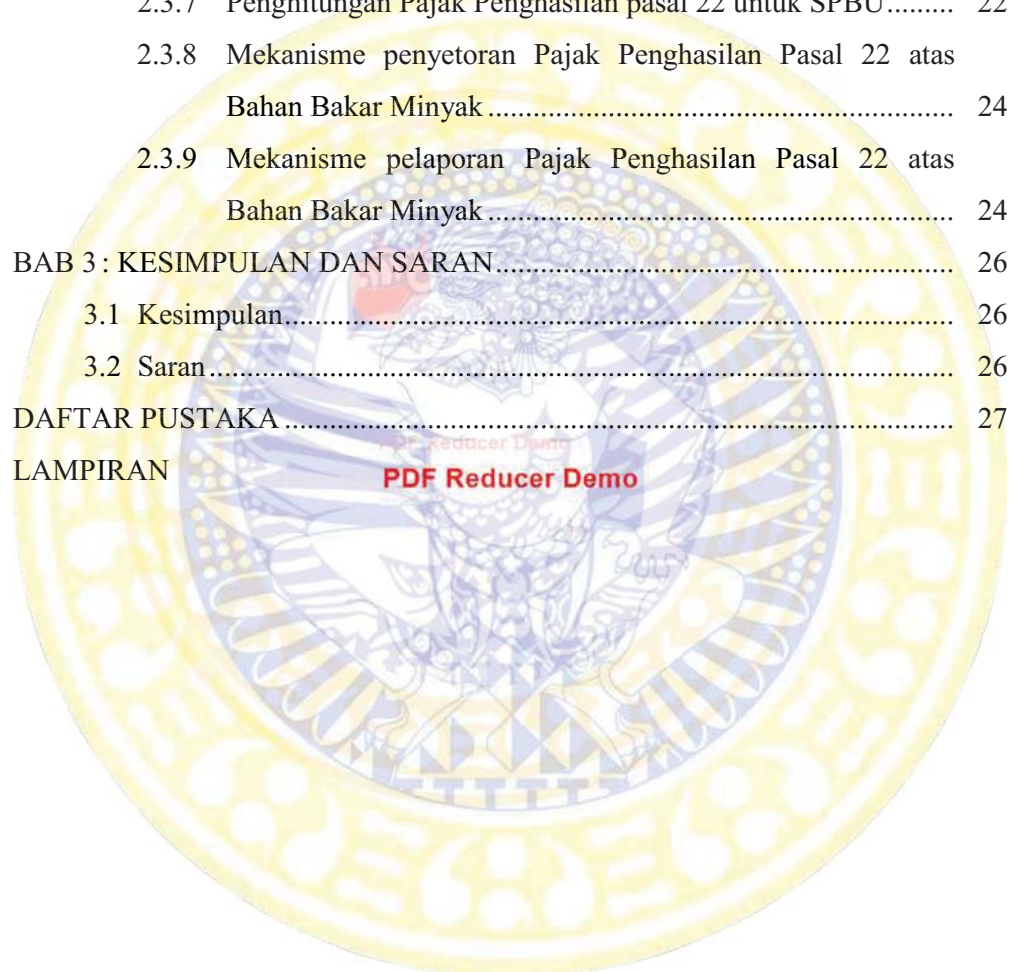 2.3.7 Penghitungan Pajak Penghasilan pasal 22 untuk SPBU......... 22
2.3.8 Mekanisme penyetoran Pajak Penghasilan Pasal 22 atas
Bahan Bakar Minyak ................................................................ 24
2.3.9 Mekanisme pelaporan Pajak Penghasilan Pasal 22 atas
Bahan Bakar Minyak ................................................................ 24
BAB 3 : KESIMPULAN DAN SARAN ................................................................ 26
3.1 Kesimpulan ................................................................ 26
3.2 Saran ................................................................ 26
DAFTAR PUSTAKA ................................................................ 27
PDF Reducer Demo
LAMPIRAN
PDF Reducer Demo